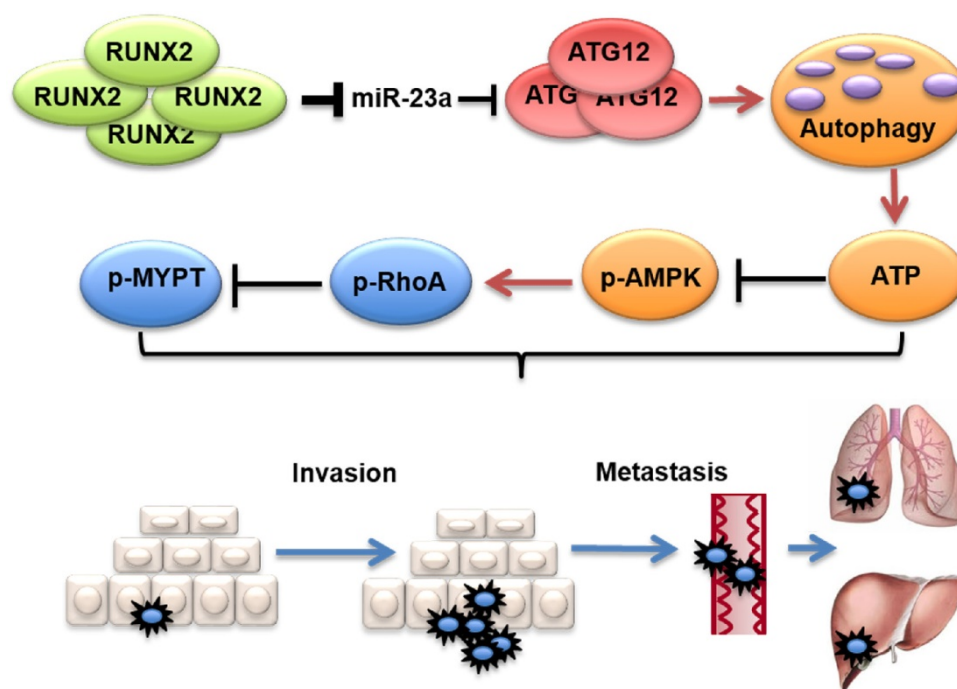 RUNX2
RUNX2
RUNX2
RUNX2
miR-23a
ATG12
ATG
ATG12
Autophagy
p-MYPT
p-RhoA
p-AMPK
ATP
Invasion
Metastasis